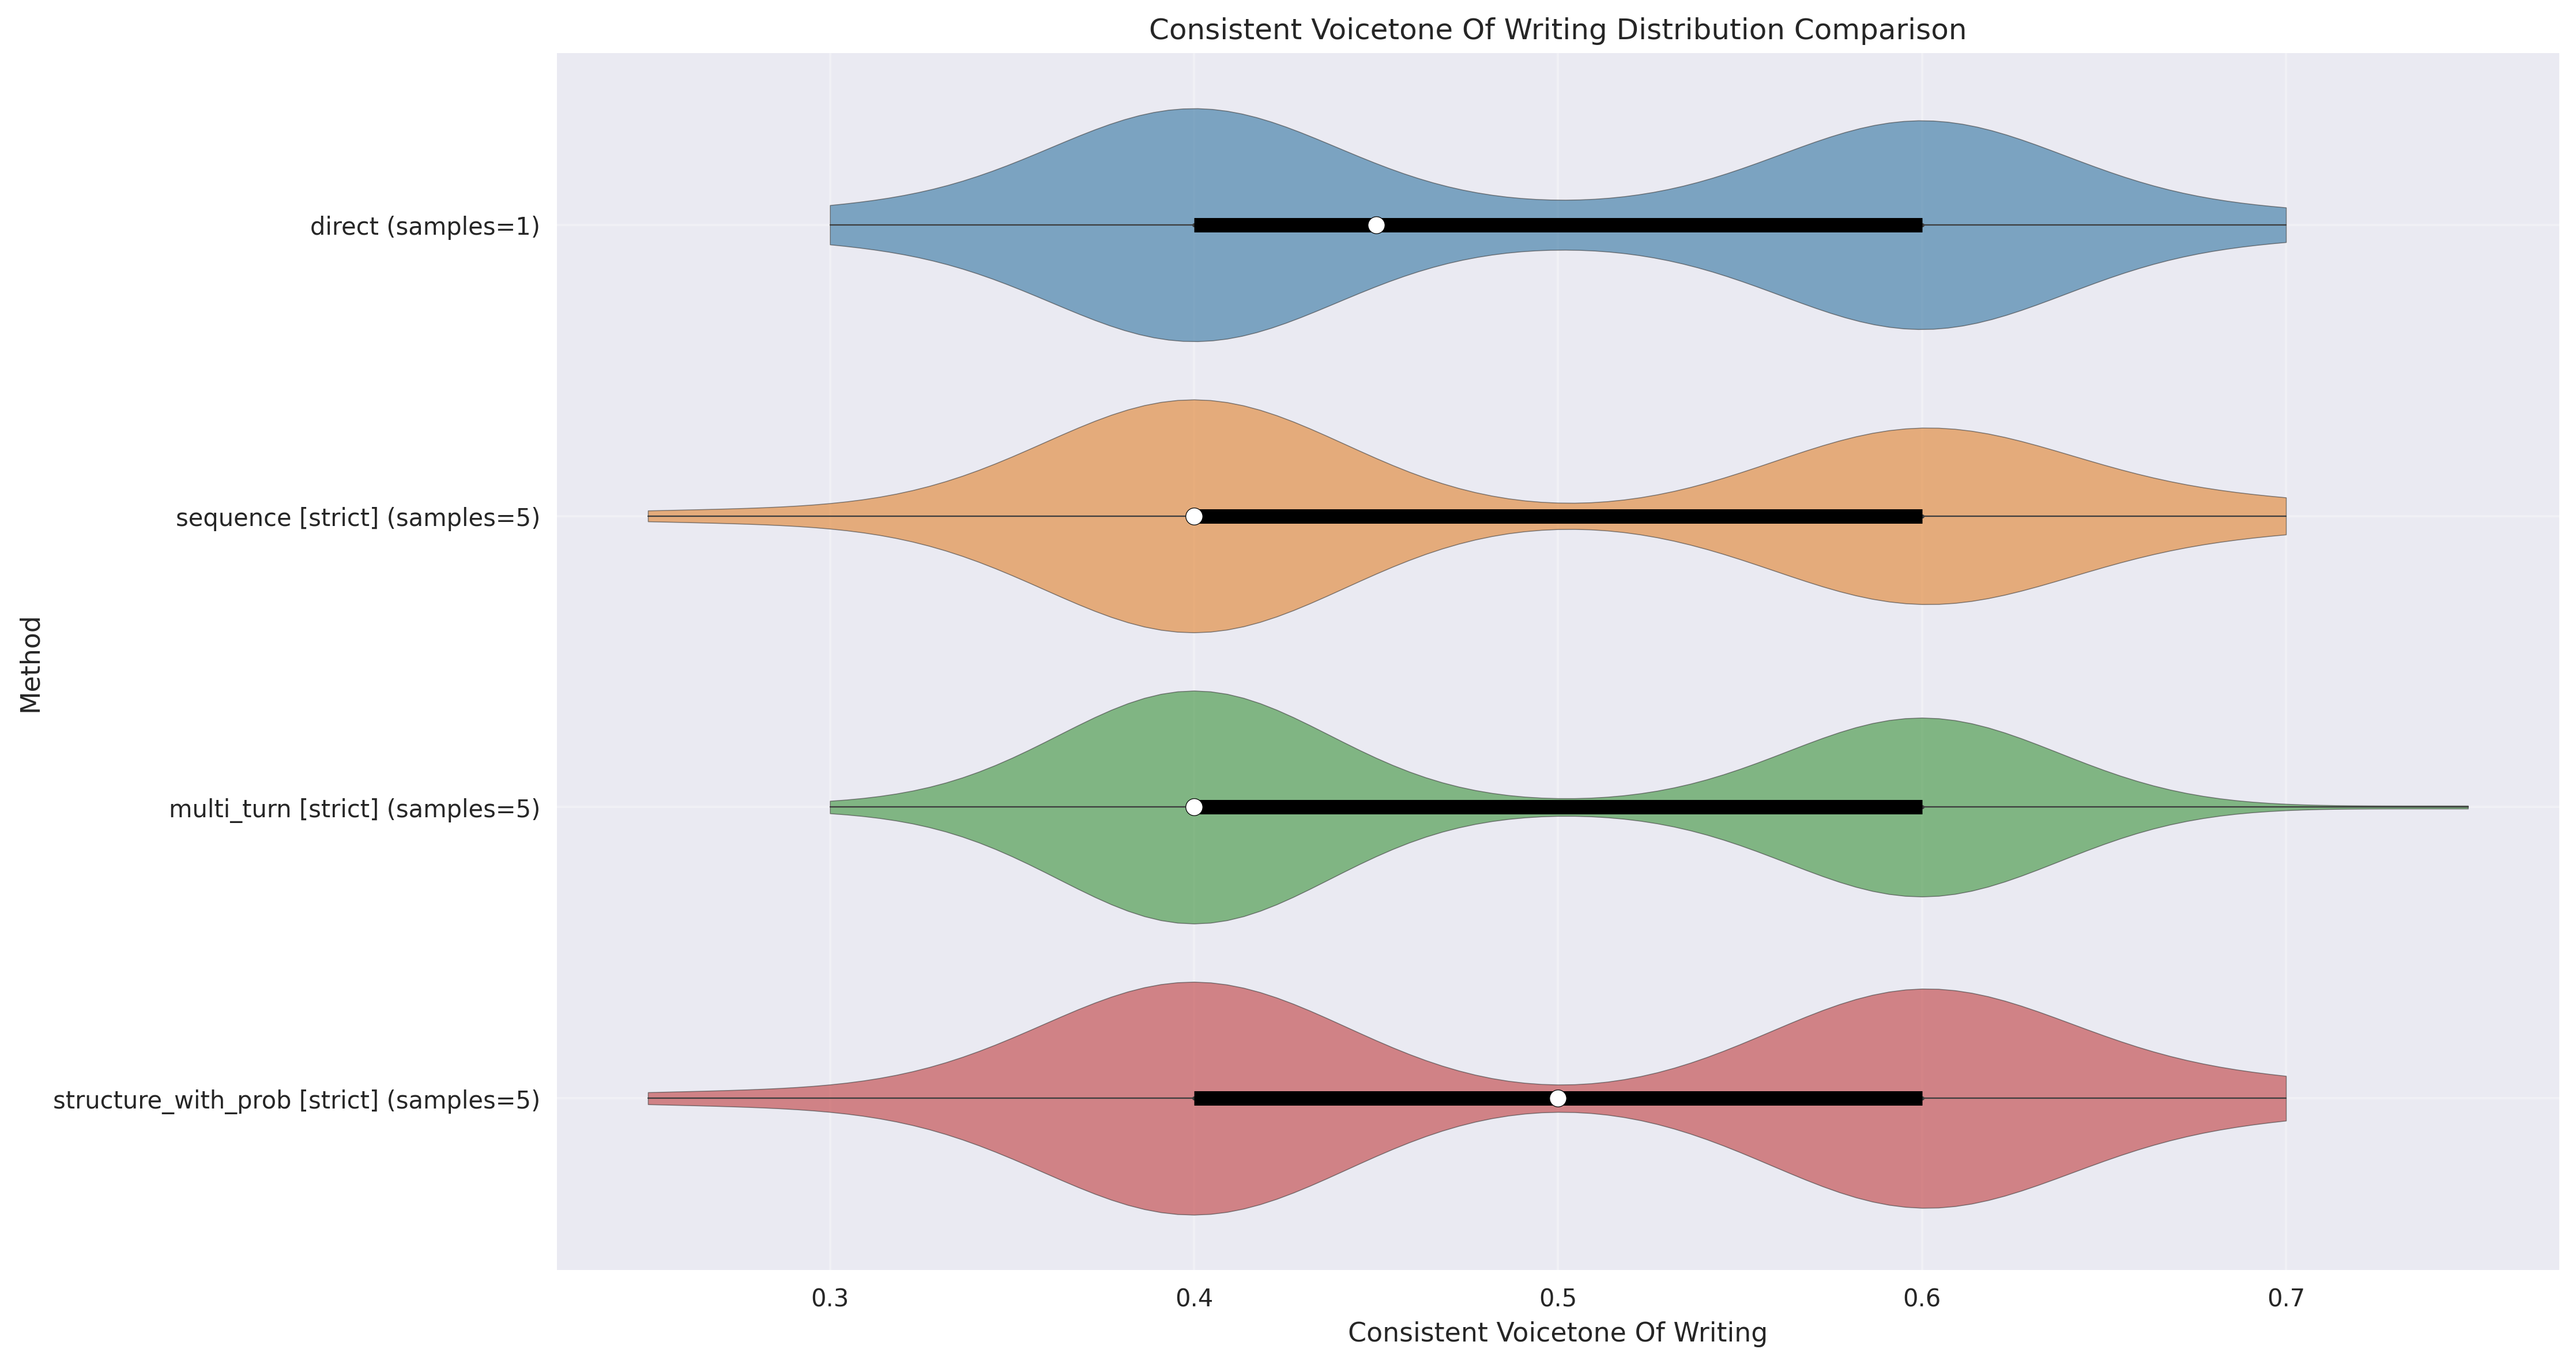 Consistent Voicetone Of Writing Distribution Comparison
Method
direct (samples=1)
sequence [strict] (samples=5)
multi_turn [strict] (samples=5)
structure_with_prob [strict] (samples=5)
0.3 0.4 0.5 0.6 0.7
Consistent Voicetone Of Writing